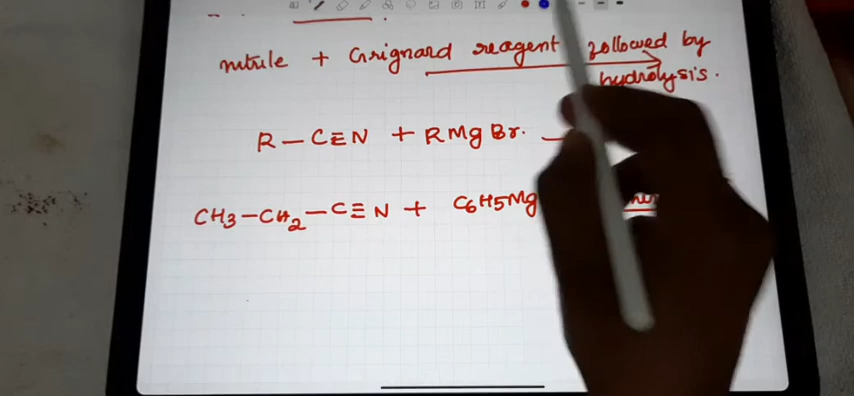 nitrile + Grignard reagent followed by
hydrolysis.
R-C≡N + RMgBr.
CH3-CH2-C≡N + C6H5Mg